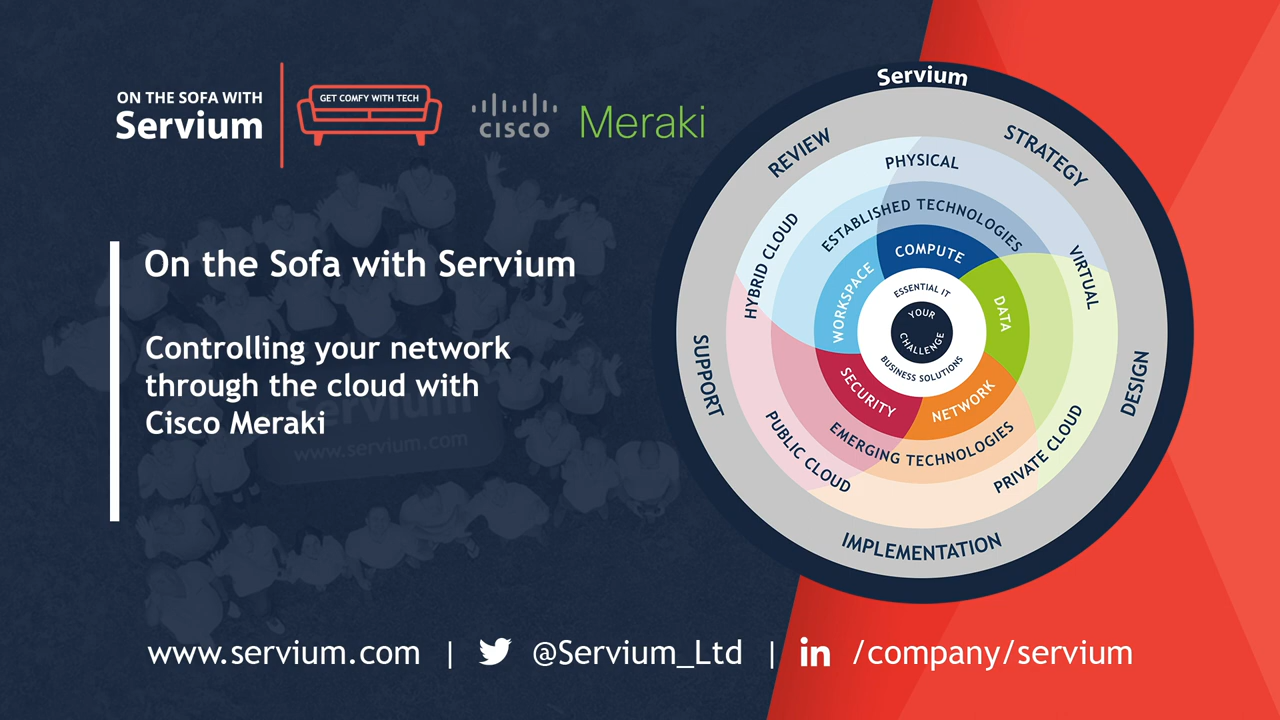 ON THE SOFA WITH
Servium
GET COMFY WITH TECH
CISCO
Meraki
On the Sofa with Servium
Controlling your network
through the cloud with
Cisco Meraki
www.servium.com
Servium
REVIEW
STRATEGY
DESIGN
IMPLEMENTATION
SUPPORT
PHYSICAL
VIRTUAL
PRIVATE CLOUD
PUBLIC CLOUD
HYBRID CLOUD
ESTABLISHED TECHNOLOGIES
EMERGING TECHNOLOGIES
COMPUTE
DATA
NETWORK
SECURITY
WORKSPACE
ESSENTIAL IT
BUSINESS SOLUTIONS
YOUR
CHALLENGE
www.servium.com | @Servium_Ltd | in /company/servium